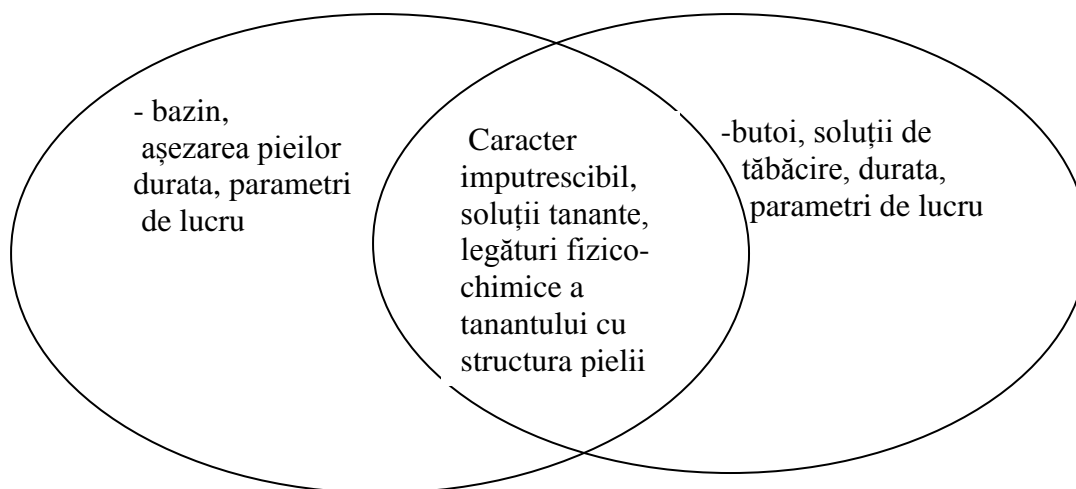 - bazin,
așezarea pieilor
durata, parametri
de lucru
Caracter
imputrescibil,
soluții tanante,
legături fizico-
chimice a
tanantului cu
structura pielii
-butoi, soluții de
tăbăcire, durata,
parametri de lucru